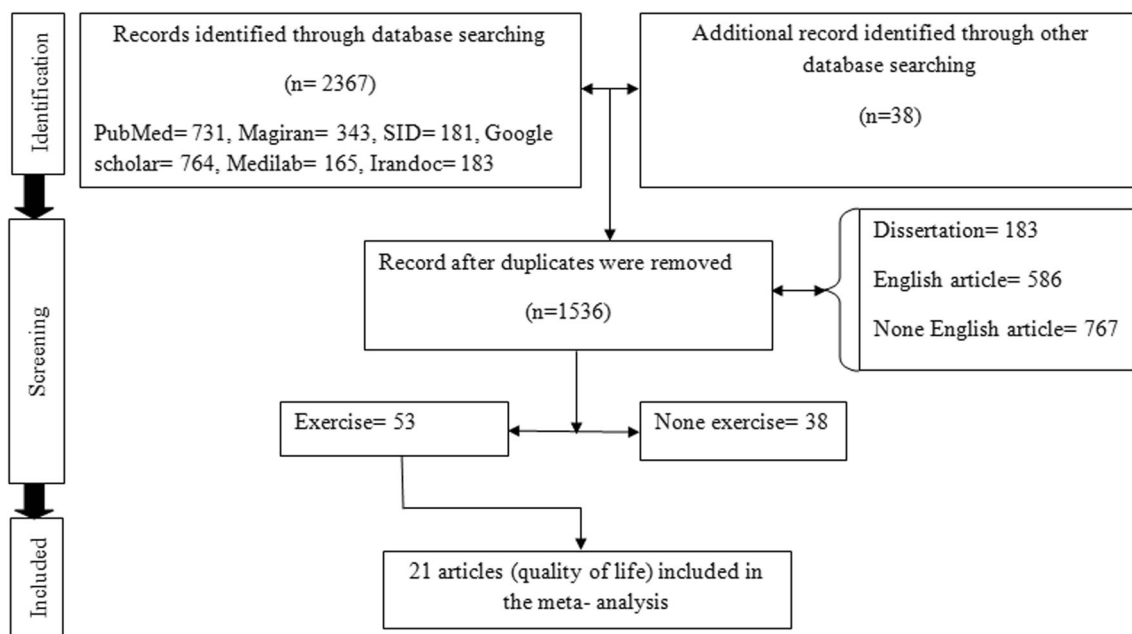 Identification
Records identified through database searching
(n= 2367)
PubMed= 731, Magiran= 343, SID= 181, Google
scholar= 764, Medilab= 165, Irandoc= 183
Additional record identified through other
database searching
(n=38)
Screening
Record after duplicates were removed
(n=1536)
Dissertation= 183
English article= 586
None English article= 767
Exercise= 53
None exercise= 38
Included
21 articles (quality of life) included in
the meta- analysis